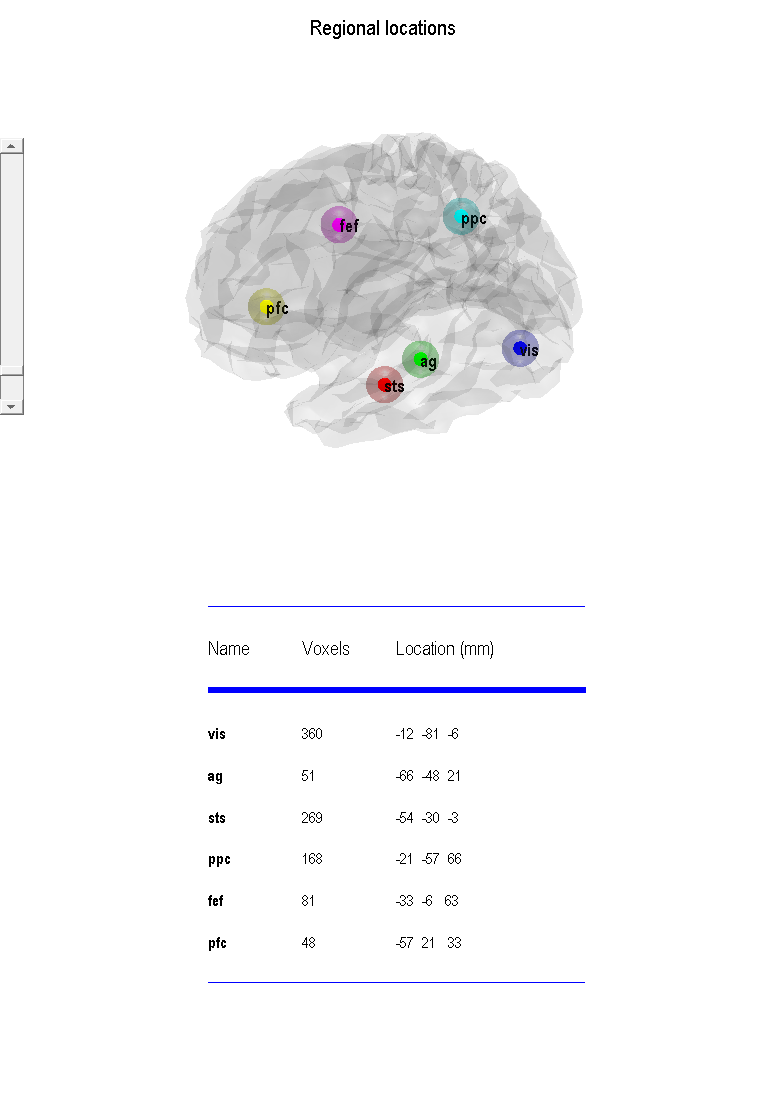 Regional locations
fef
ppc
pfc
vis
ag
sts
Name Voxels Location (mm)
vis 360 -12 -81 -6
ag 51 -66 -48 21
sts 269 -54 -30 -3
ppc 168 -21 -57 66
fef 81 -33 -6 63
pfc 48 -57 21 33